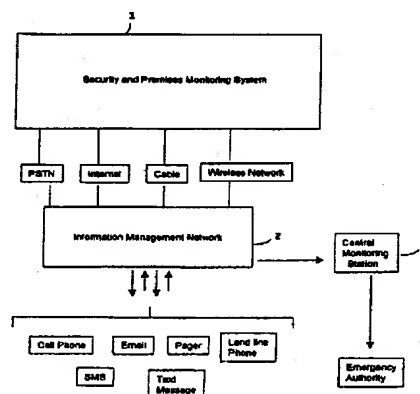 1
Security and Premises Monitoring System
PSTN
Internet
Cable
Wireless Network
Information Management Network
2
Central
Monitoring
Station
Cell Phone
Email
Pager
Land line
Phone
SMS
Text
Message
Emergency
Authority